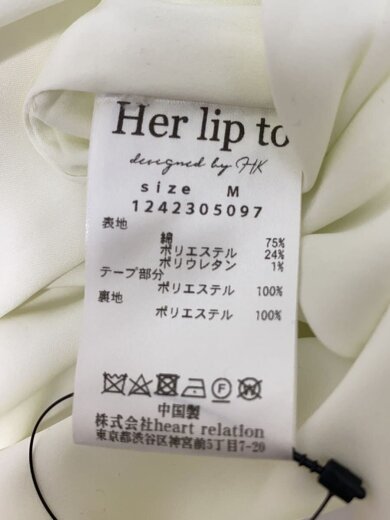 Her lip to
designed by HK
size M
1242305097
表地
綿 75%
ポリエステル 24%
ポリウレタン 1%
テープ部分
ポリエステル 100%
裏地
ポリエステル 100%
中国製
株式会社heart relation
東京都渋谷区神宮前5丁目7-20